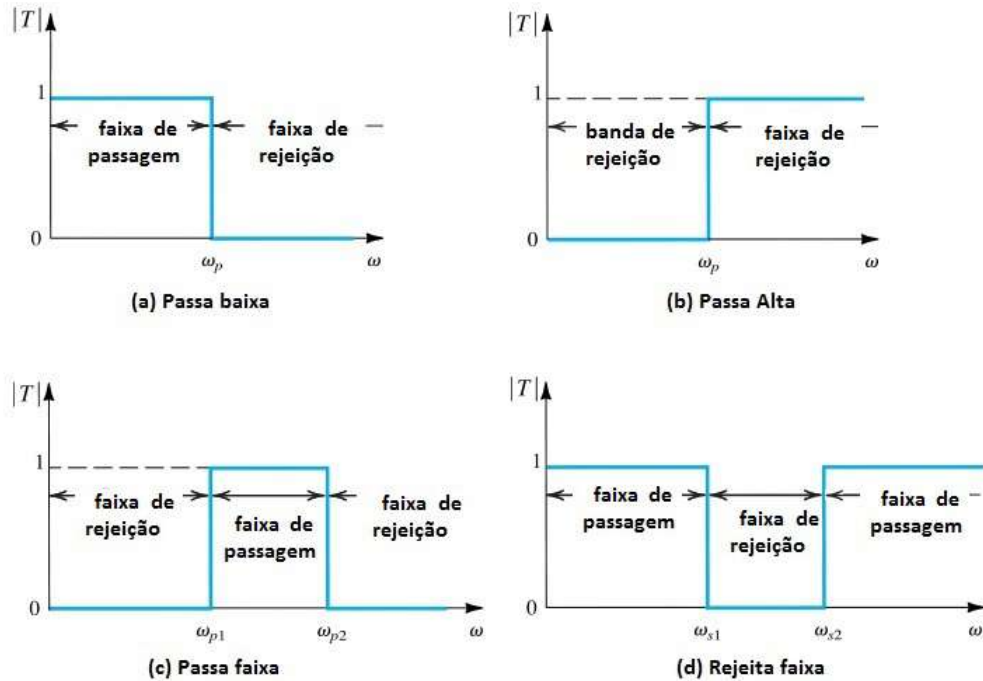 |T|
1
faixa de faixa de
passagem rejeição
0
ωp ω
(a) Passa baixa
|T|
1
banda de faixa de
rejeição rejeição
0
ωp ω
(b) Passa Alta
|T|
1
faixa de faixa de faixa de
rejeição passagem rejeição
0
ωp1 ωp2 ω
(c) Passa faixa
|T|
1
faixa de faixa de faixa de
passagem rejeição passagem
0
ωs1 ωs2 ω
(d) Rejeita faixa